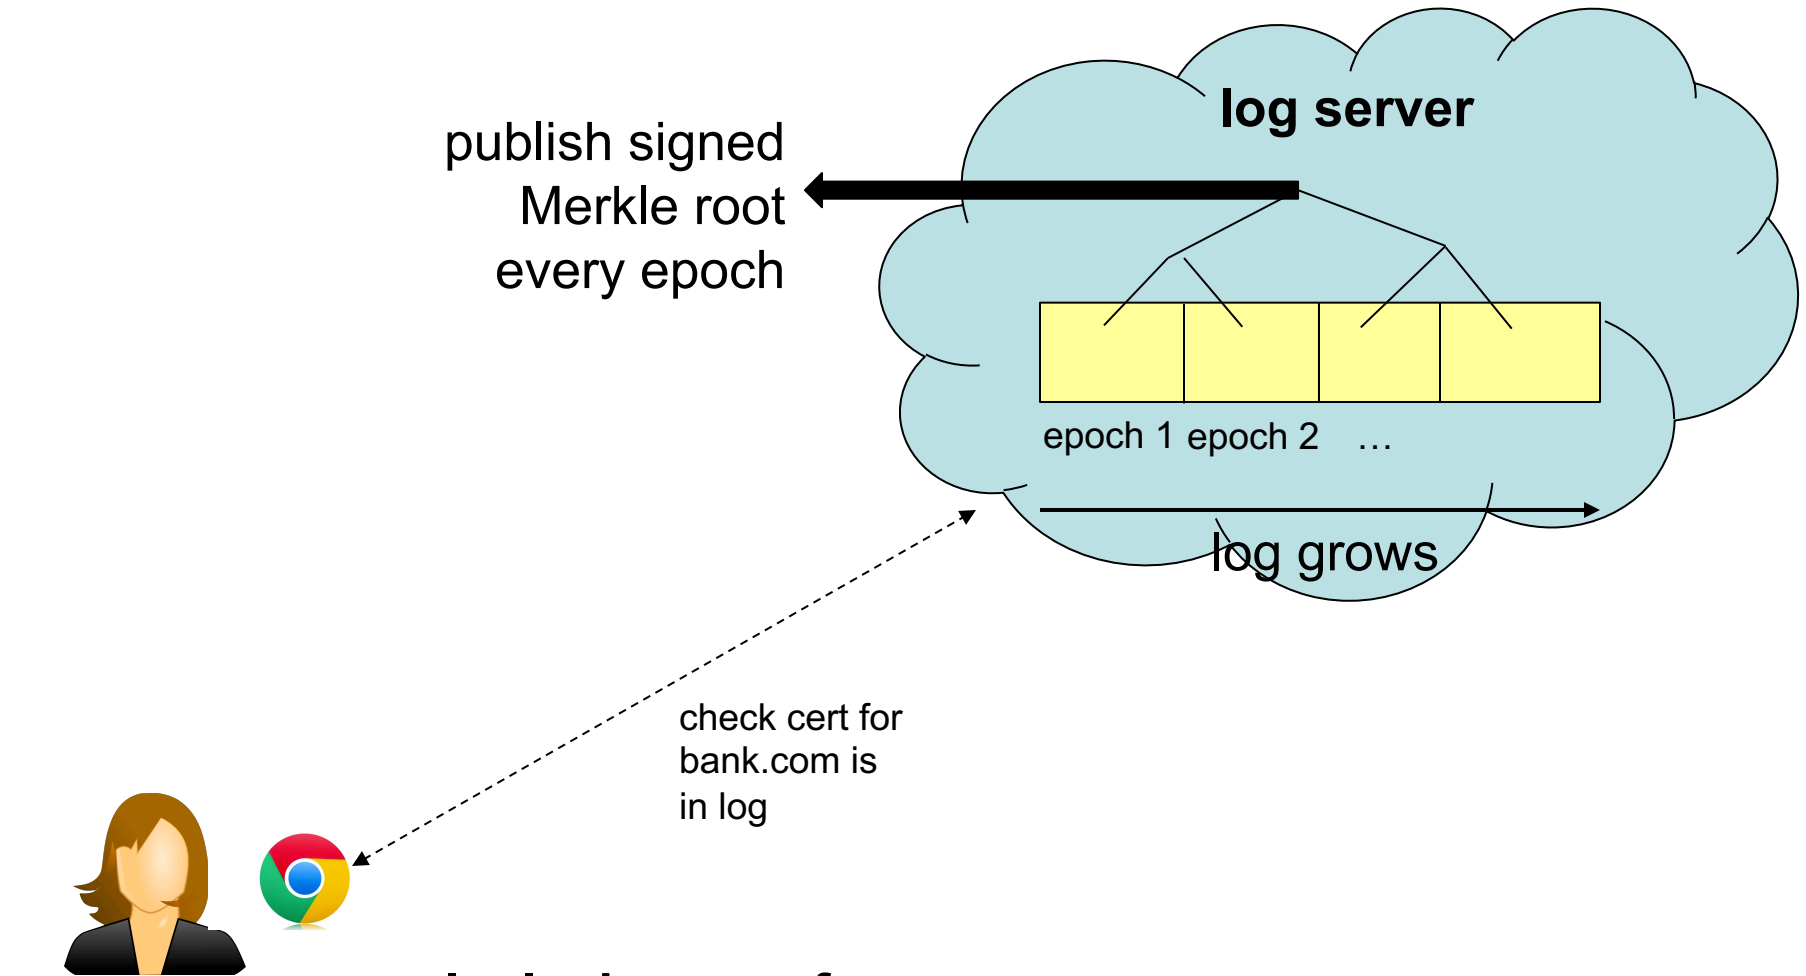 log server
publish signed
Merkle root
every epoch
epoch 1 epoch 2 …
log grows
check cert for
bank.com is
in log